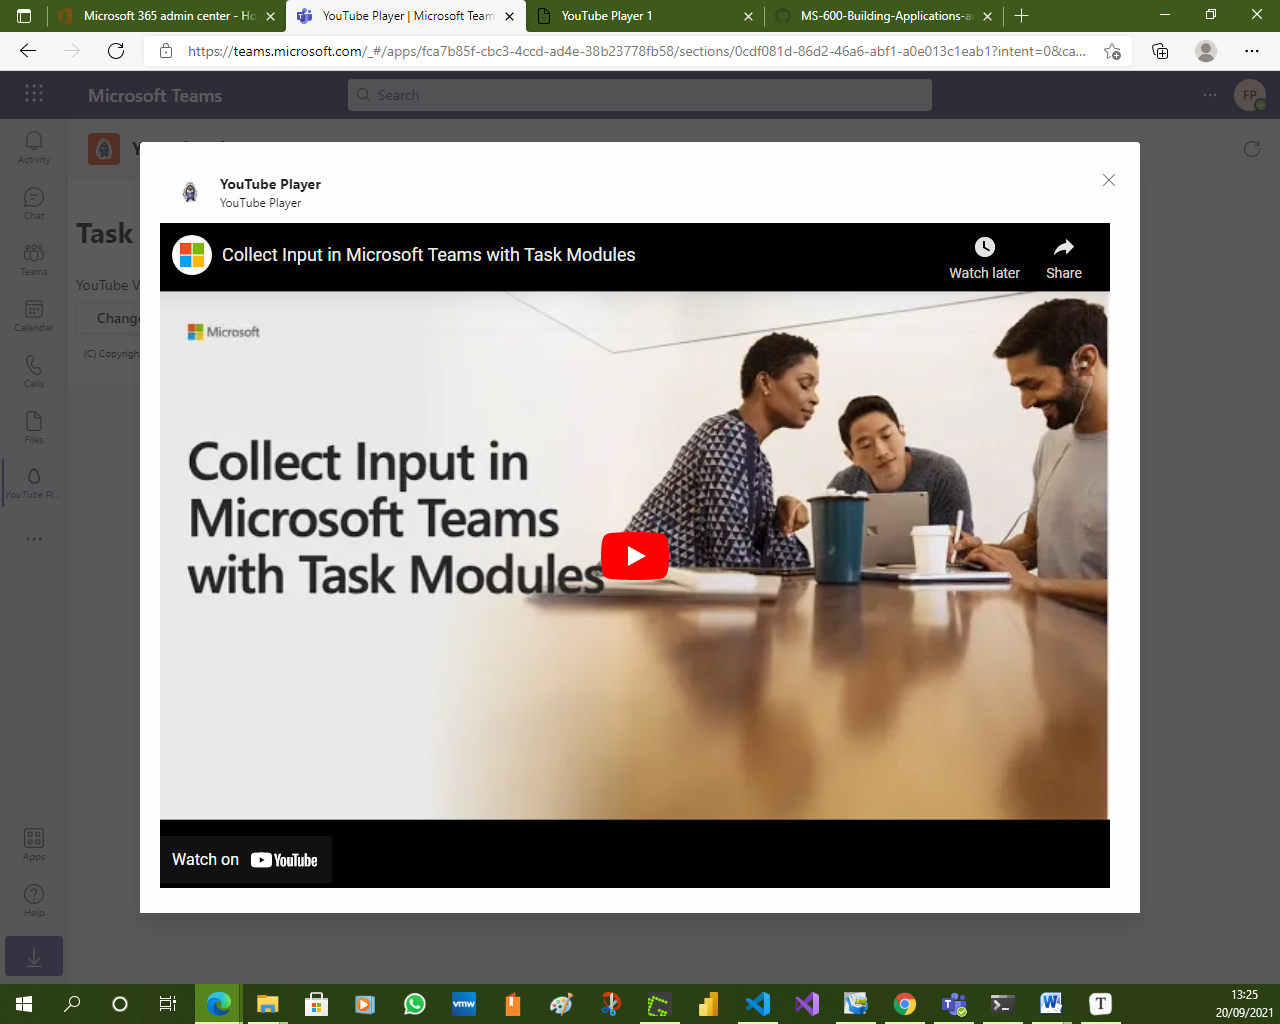 Microsoft 365 admin center - Ho
YouTube Player | Microsoft Team
YouTube Player 1
MS-600-Building-Applications-a
https://teams.microsoft.com/_#/apps/fca7b85f-cbc3-4ccd-ad4e-38b23778fb58/sections/0cdf081d-86d2-46a6-abf1-a0e013c1eab1?intent=0&ca...
Microsoft Teams
Search
FP
Activity
Chat
Teams
Calendar
Calls
Files
YouTube Pl...
Apps
Help
Task
YouTube V
Change
(C) Copyrigh
YouTube Player
YouTube Player
Collect Input in Microsoft Teams with Task Modules
Watch later
Share
Microsoft
Collect Input in
Microsoft Teams
with Task Modules
Watch on YouTube
vmw
13:25
20/09/2021